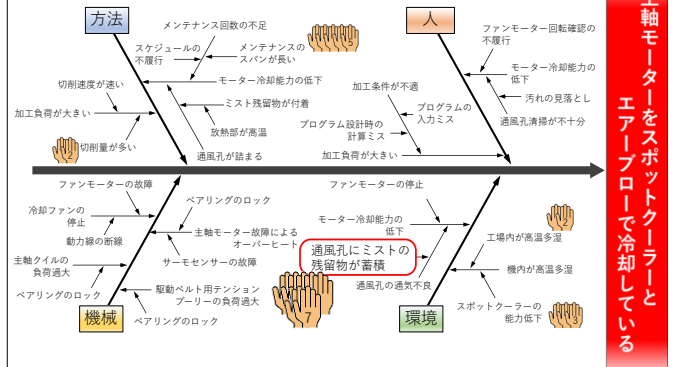 方法
メンテナンス回数の不足
スケジュールの
不履行
メンテナンスの
スパンが長い
5
モーター冷却能力の低下
切削速度が速い
加工負荷が大きい
ミスト残留物が付着
放熱部が高温
2
切削量が多い
通風孔が詰まる
人
ファンモーター回転確認の
不履行
モーター冷却能力の
低下
汚れの見落とし
通風孔清掃が不十分
加工条件が不適
プログラムの
入力ミス
プログラム設計時の
計算ミス
加工負荷が大きい
ファンモーターの故障
冷却ファンの
停止
動力線の断線
ベアリングのロック
主軸モーター故障による
オーバーヒート
サーモセンサーの故障
主軸クイルの
負荷過大
ベアリングのロック
駆動ベルト用テンション
プーリーの負荷過大
ベアリングのロック
機械
7
ファンモーターの停止
モーター冷却能力の
低下
通風孔にミストの
残留物が蓄積
通風孔の通気不良
2
工場内が高温多湿
機内が高温多湿
スポットクーラーの
能力低下
3
環境
主軸モーターをスポットクーラーと
エアーブローで冷却している